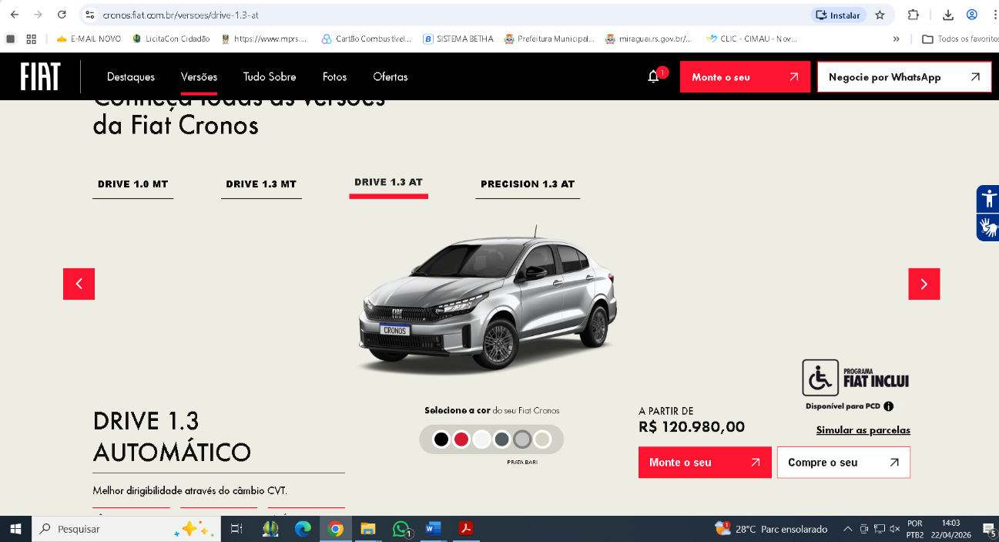 cronos.fiat.com.br/versoes/drive-1.3-at
Instalar
E-MAIL NOVO
LicitaCon Cidadão
https://www.mprs....
Cartão Combustível...
B SISTEMA BETHA
Prefeitura Municipal...
miraguai.rs.gov.br/...
CLIC - CIMAU - Nov...
»
Todos os favoritos
FIAT
Destaques
Versões
Tudo Sobre
Fotos
Ofertas
1
Monte o seu
Negocie por WhatsApp
Conheça todas as versões
da Fiat Cronos
DRIVE 1.0 MT
DRIVE 1.3 MT
DRIVE 1.3 AT
PRECISION 1.3 AT
FIAT
CRONOS
PROGRAMA
FIAT INCLUI
Disponível para PCD i
Simular as parcelas
DRIVE 1.3
AUTOMÁTICO
Melhor dirigibilidade através do câmbio CVT.
Selecione a cor do seu Fiat Cronos
PRATA BARI
A PARTIR DE
R$ 120.980,00
Monte o seu
Compre o seu
Pesquisar
1
1
28°C Parc ensolarado
POR
PTB2
14:03
22/04/2026
5